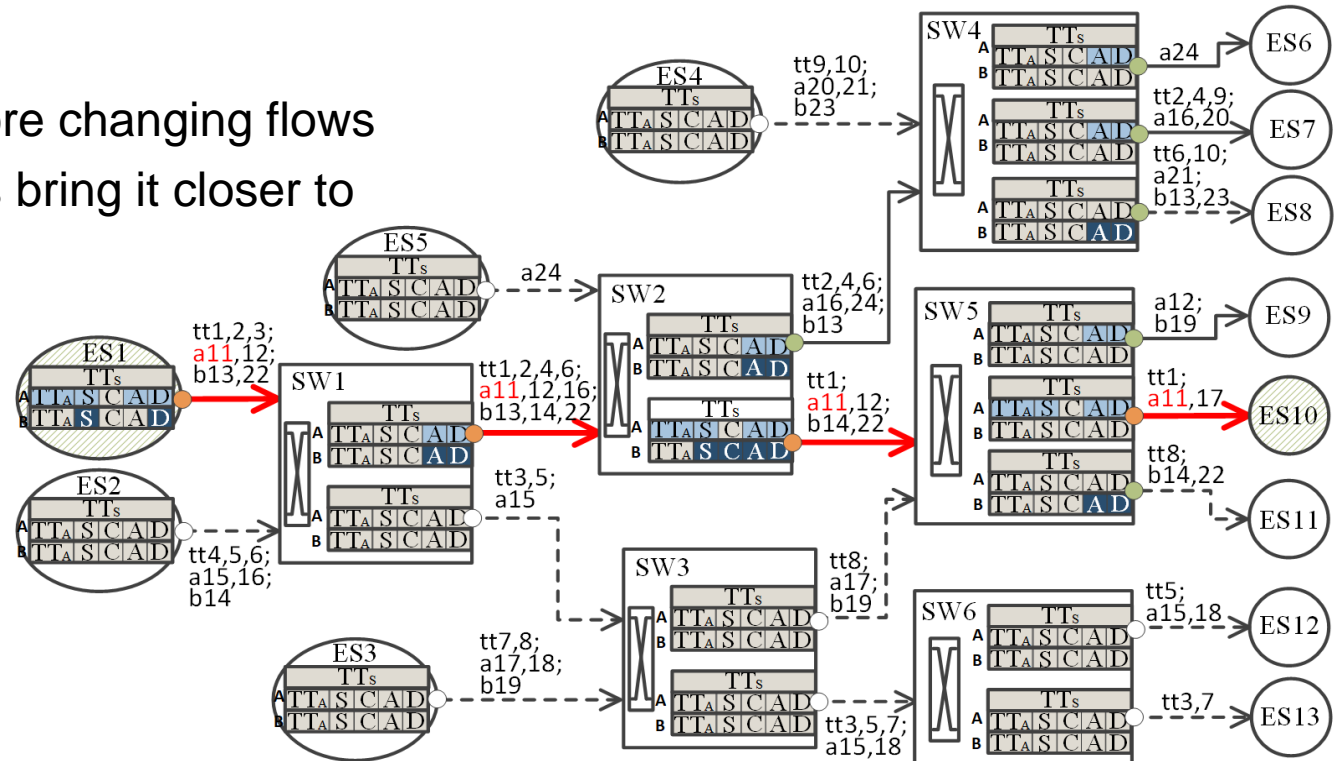 ore changing flows
bring it closer to
ES4
TTs
A TTA S C A D
B TTA S C A D
tt9,10;
a20,21;
b23
SW4
TTs
A TTA S C A D
B TTA S C A D
TTs
A TTA S C A D
B TTA S C A D
TTs
A TTA S C A D
B TTA S C A D
a24
ES6
tt2,4,9;
a16,20
ES7
tt6,10;
a21;
b13,23
ES8
ES5
TTs
A TTA S C A D
B TTA S C A D
a24
SW2
TTs
A TTA S C A D
B TTA S C A D
TTs
A TTA S C A D
B TTA S C A D
tt2,4,6;
a16,24;
b13
tt1;
a11,12;
b14,22
SW5
TTs
A TTA S C A D
B TTA S C A D
TTs
A TTA S C A D
B TTA S C A D
TTs
A TTA S C A D
B TTA S C A D
a12;
b19
ES9
tt1;
a11,17
ES10
tt8;
b14,22
ES11
ES1
TTs
A TTA S C A D
B TTA S C A D
tt1,2,3;
a11,12;
b13,22
SW1
TTs
A TTA S C A D
B TTA S C A D
TTs
A TTA S C A D
B TTA S C A D
tt1,2,4,6;
a11,12,16;
b13,14,22
tt3,5;
a15
ES2
TTs
A TTA S C A D
B TTA S C A D
tt4,5,6;
a15,16;
b14
SW3
TTs
A TTA S C A D
B TTA S C A D
TTs
A TTA S C A D
B TTA S C A D
tt8;
a17;
b19
tt3,5,7;
a15,18
ES3
TTs
A TTA S C A D
B TTA S C A D
tt7,8;
a17,18;
b19
SW6
TTs
A TTA S C A D
B TTA S C A D
TTs
A TTA S C A D
B TTA S C A D
tt5;
a15,18
ES12
tt3,7
ES13